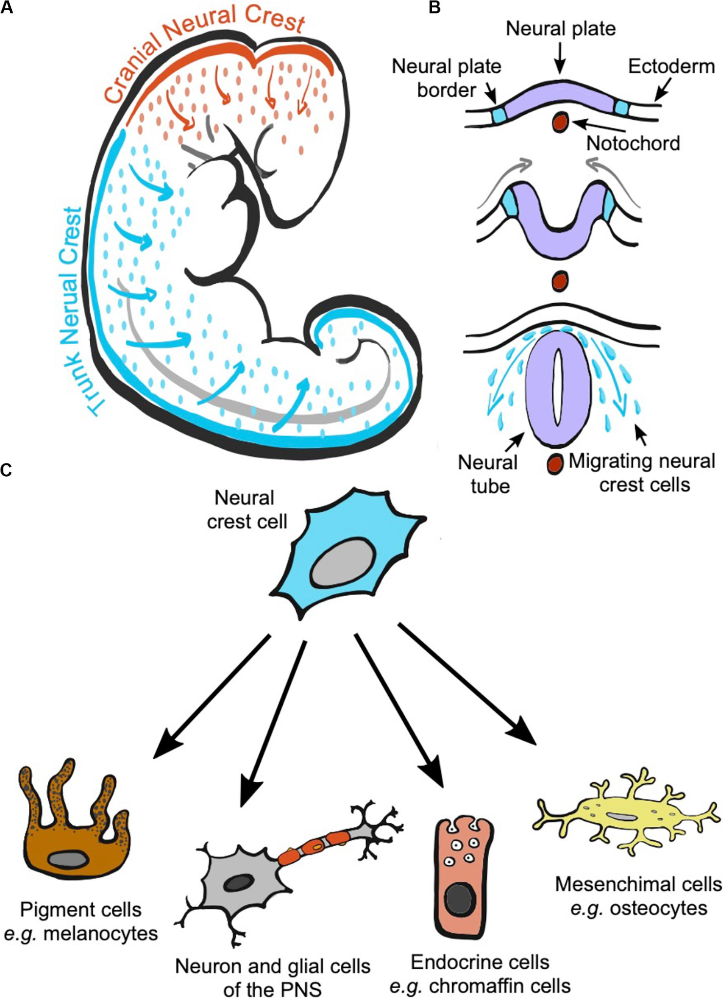 A
Cranial Neural Crest
Trunk Nerual Crest
B
Neural plate
Neural plate
border
Ectoderm
Notochord
Neural
tube
Migrating neural
crest cells
C
Neural
crest cell
Pigment cells
e.g. melanocytes
Neuron and glial cells
of the PNS
Endocrine cells
e.g. chromaffin cells
Mesenchimal cells
e.g. osteocytes